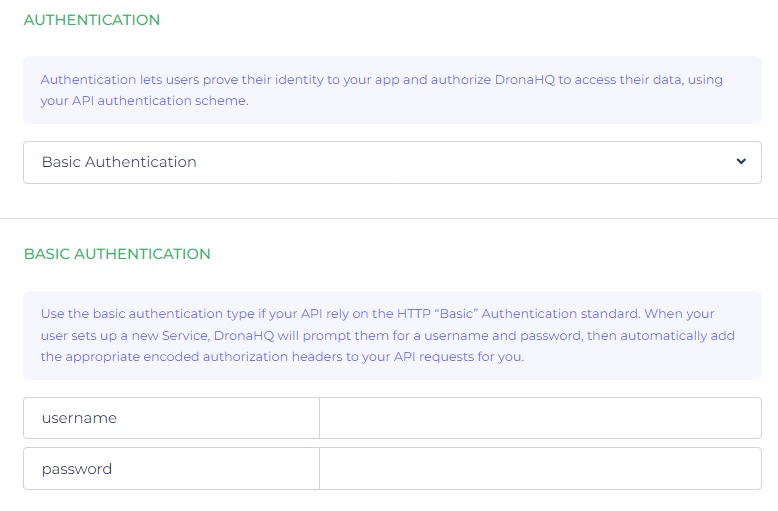 AUTHENTICATION
Authentication lets users prove their identity to your app and authorize DronaHQ to access their data, using
your API authentication scheme.
Basic Authentication
BASIC AUTHENTICATION
Use the basic authentication type if your API rely on the HTTP “Basic” Authentication standard. When your
user sets up a new Service, DronaHQ will prompt them for a username and password, then automatically add
the appropriate encoded authorization headers to your API requests for you.
username
password